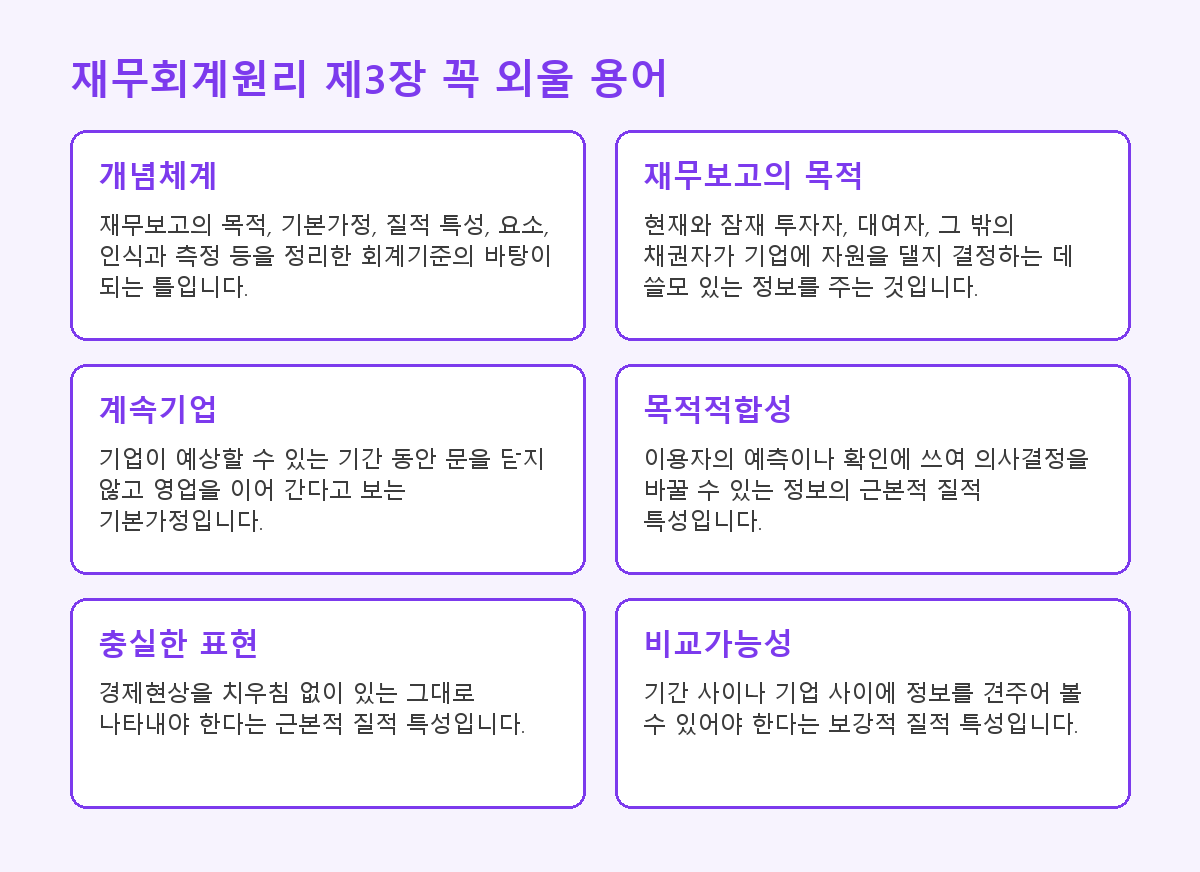 재무회계원리 제3장 꼭 외울 용어
개념체계
재무보고의 목적, 기본가정, 질적 특성, 요소,
인식과 측정 등을 정리한 회계기준의 바탕이
되는 틀입니다.
재무보고의 목적
현재와 잠재 투자자, 대여자, 그 밖의
채권자가 기업에 자원을 댈지 결정하는 데
쓸모 있는 정보를 주는 것입니다.
계속기업
기업이 예상할 수 있는 기간 동안 문을 닫지
않고 영업을 이어 간다고 보는
기본가정입니다.
목적적합성
이용자의 예측이나 확인에 쓰여 의사결정을
바꿀 수 있는 정보의 근본적 질적
특성입니다.
충실한 표현
경제현상을 치우침 없이 있는 그대로
나타내야 한다는 근본적 질적 특성입니다.
비교가능성
기간 사이나 기업 사이에 정보를 견주어 볼
수 있어야 한다는 보강적 질적 특성입니다.